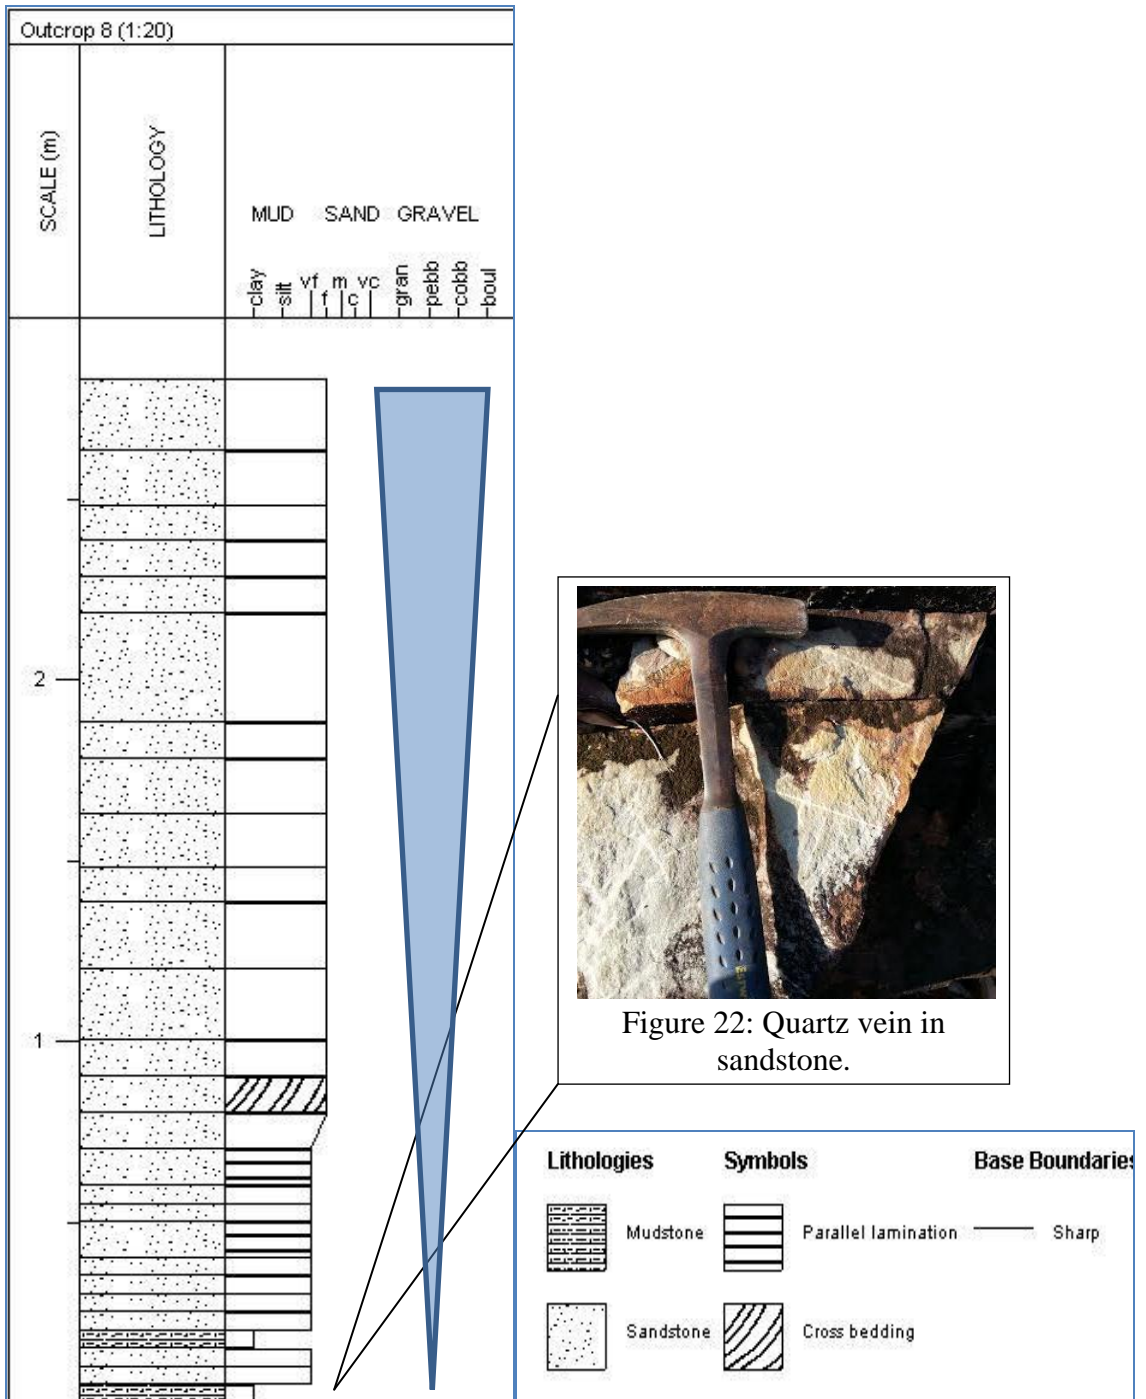 Outcrop 8 (1:20)
SCALE (m)
LITHOLOGY
MUD SAND GRAVEL
clay silt vf f m c vc gran pebb cobb boul
2
1
Figure 22: Quartz vein in
sandstone.
Lithologies Symbols Base Boundaries
Mudstone Parallel lamination Sharp
Sandstone Cross bedding